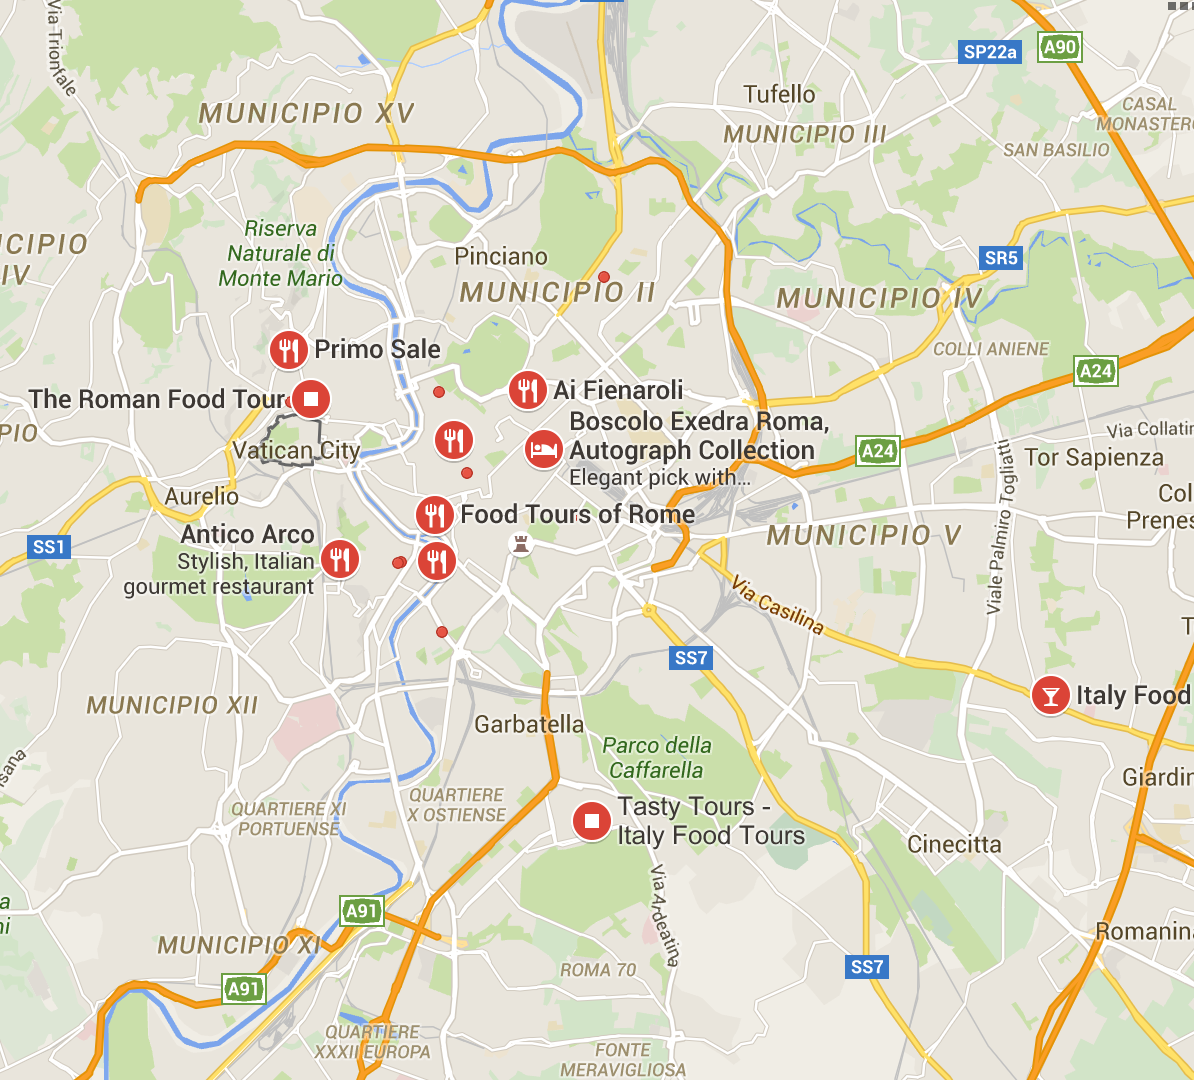 Via Trionfale
SP22a
A90
Tufello
CASAL
MUNICIPIO XV
MUNICIPIO III
SAN BASILIO
Riserva
Naturale di
Monte Mario
Pinciano
SR5
MUNICIPIO II
MUNICIPIO IV
Primo Sale
COLLI ANIENE
A24
The Roman Food Tour
Ai Fienaroli
Boscolo Exedra Roma,
Autograph Collection
Elegant pick with...
Vatican City
A24
Via Collatin
Tor Sapienza
Aurelio
Food Tours of Rome
Col
Prenes
SS1
Antico Arco
Stylish, Italian
gourmet restaurant
MUNICIPIO V
Viale Palmiro Togliatti
Via Casilina
SS7
MUNICIPIO XII
Italy Food
Garbatella
Parco della
Caffarella
Giardin
QUARTIERE XI
PORTUENSE
QUARTIERE
X OSTIENSE
Tasty Tours -
Italy Food Tours
Cinecitta
Via Ardeatina
A91
MUNICIPIO XI
Romanina
ROMA 70
SS7
A91
QUARTIERE
XXXII EUROPA
FONTE
MERAVIGLIOSA